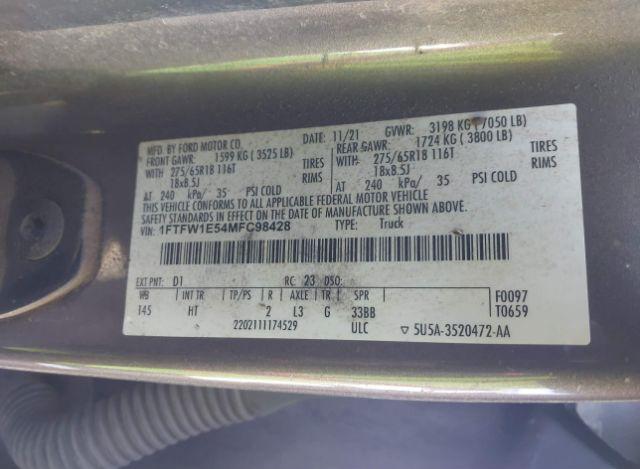 MFD. BY FORD MOTOR CO.
DATE: 11/21 GVWR: 3198 KG ( 7050 LB)
FRONT GAWR: 1599 KG ( 3525 LB) REAR GAWR: 1724 KG ( 3800 LB)
WITH 275/65R18 116T TIRES WITH 275/65R18 116T TIRES
18x8.5J RIMS 18x8.5J RIMS
AT 240 kPa/ 35 PSI COLD AT 240 kPa/ 35 PSI COLD
THIS VEHICLE CONFORMS TO ALL APPLICABLE FEDERAL MOTOR VEHICLE
SAFETY STANDARDS IN EFFECT ON THE DATE OF MANUFACTURE SHOWN ABOVE.
VIN: 1FTFW1E54MFC98428 TYPE: Truck
EXT PNT: D1 RC: 23 DSO: F0097
WB INT TR TP/PS R AXLE TR SPR T0659
145 HT 2 L3 G 33BB
2202111174529 ULC ▽ 5U5A-3520472-AA